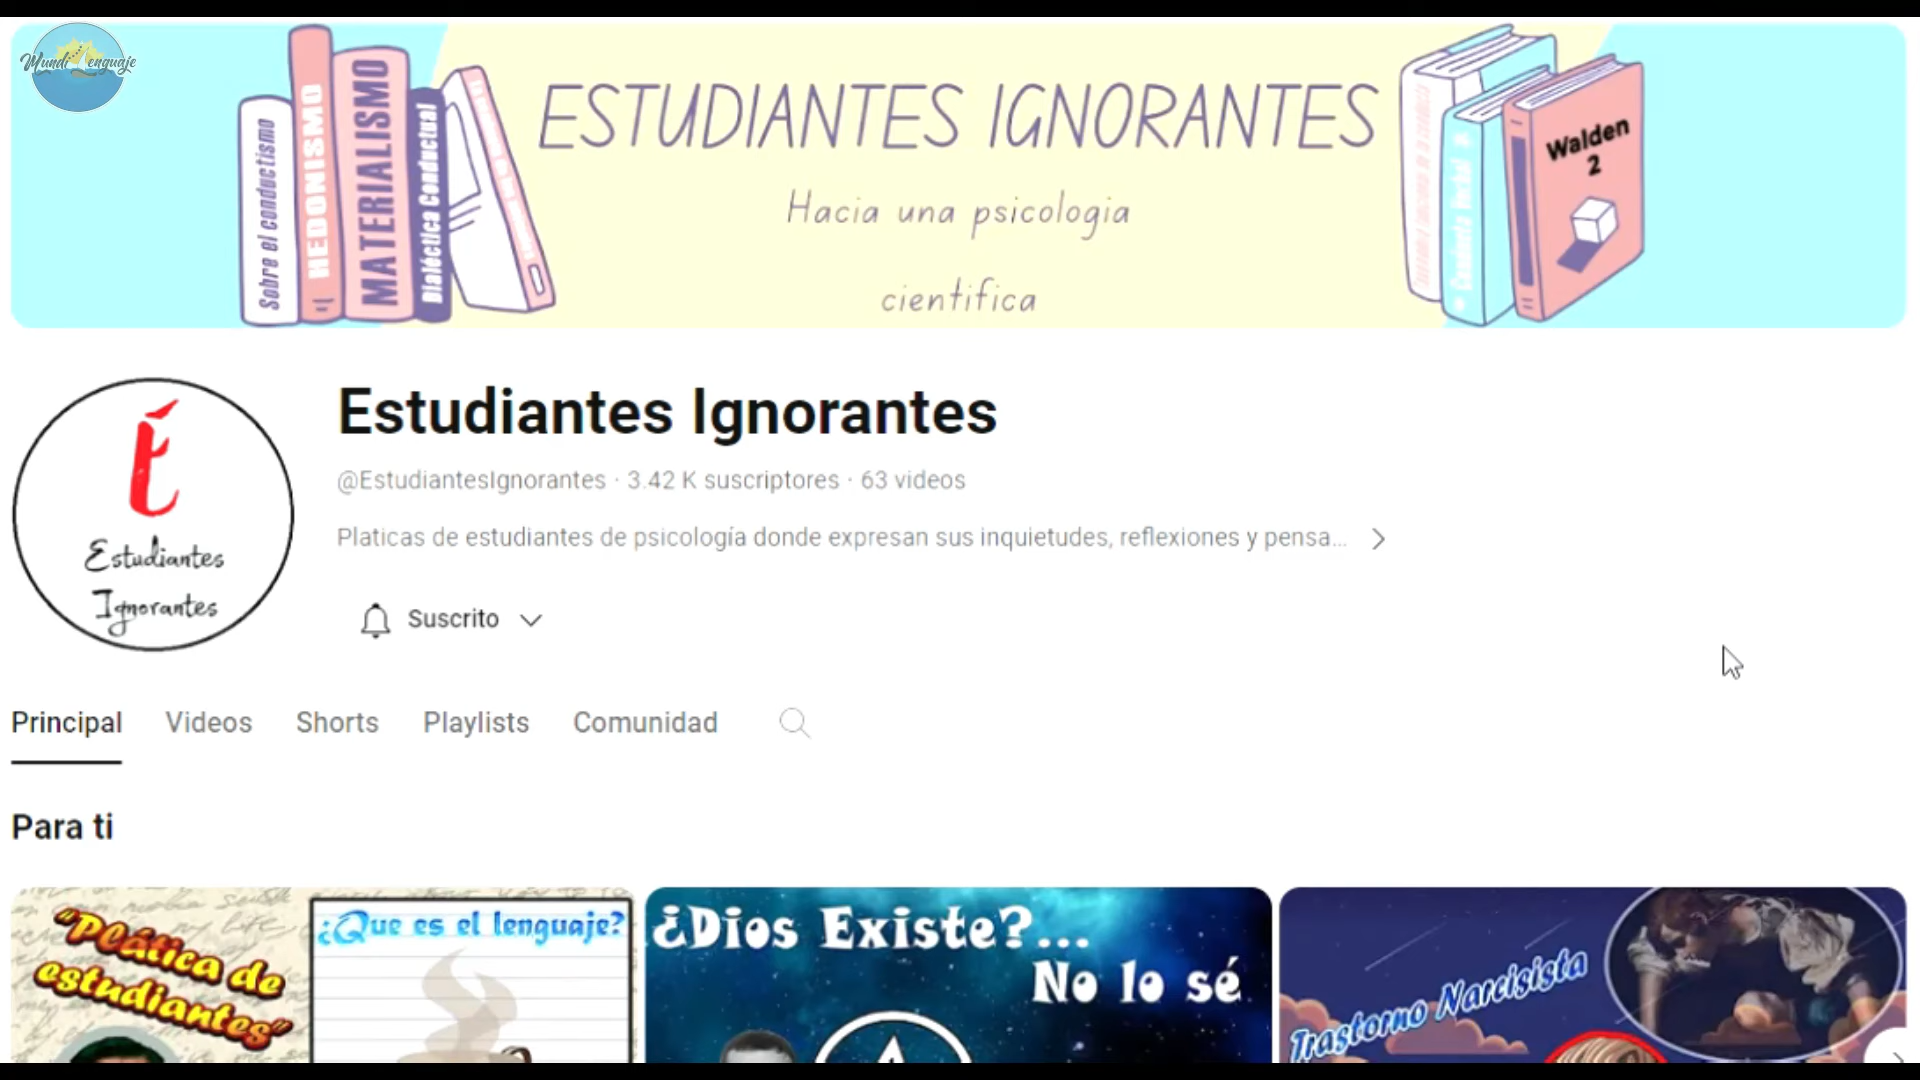 Mundi Lenguaje
Sobre el conductismo
HEDONISMO
MATERIALISMO
Dialéctica Conductual
ESTUDIANTES IGNORANTES
Hacia una psicologia
cientifica
Conducta Verbal
Walden
2
É
Estudiantes
Ignorantes
Estudiantes Ignorantes
@EstudiantesIgnorantes · 3.42 K suscriptores · 63 videos
Platicas de estudiantes de psicología donde expresan sus inquietudes, reflexiones y pensa...
Suscrito
Principal Videos Shorts Playlists Comunidad
Para ti
"Plática de
estudiantes"
¿Que es el lenguaje?
¿Dios Existe?...
No lo sé
Trastorno Narcisista